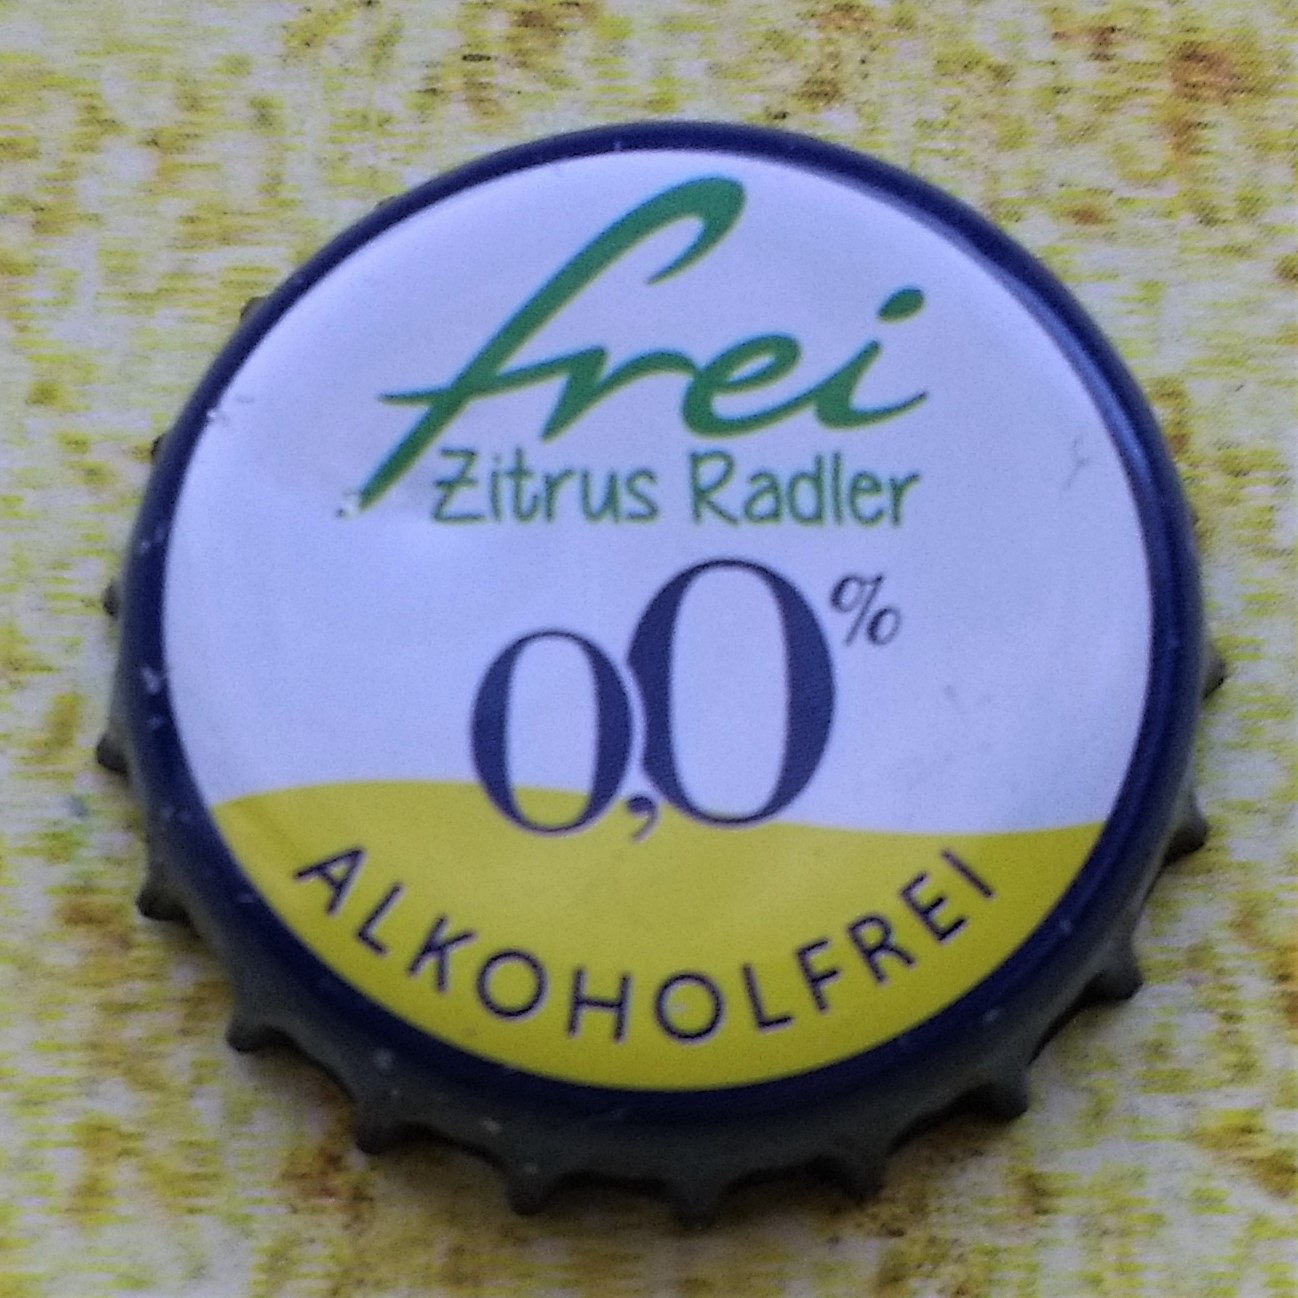 frei
Zitrus Radler
0,0%
ALKOHOLFREI